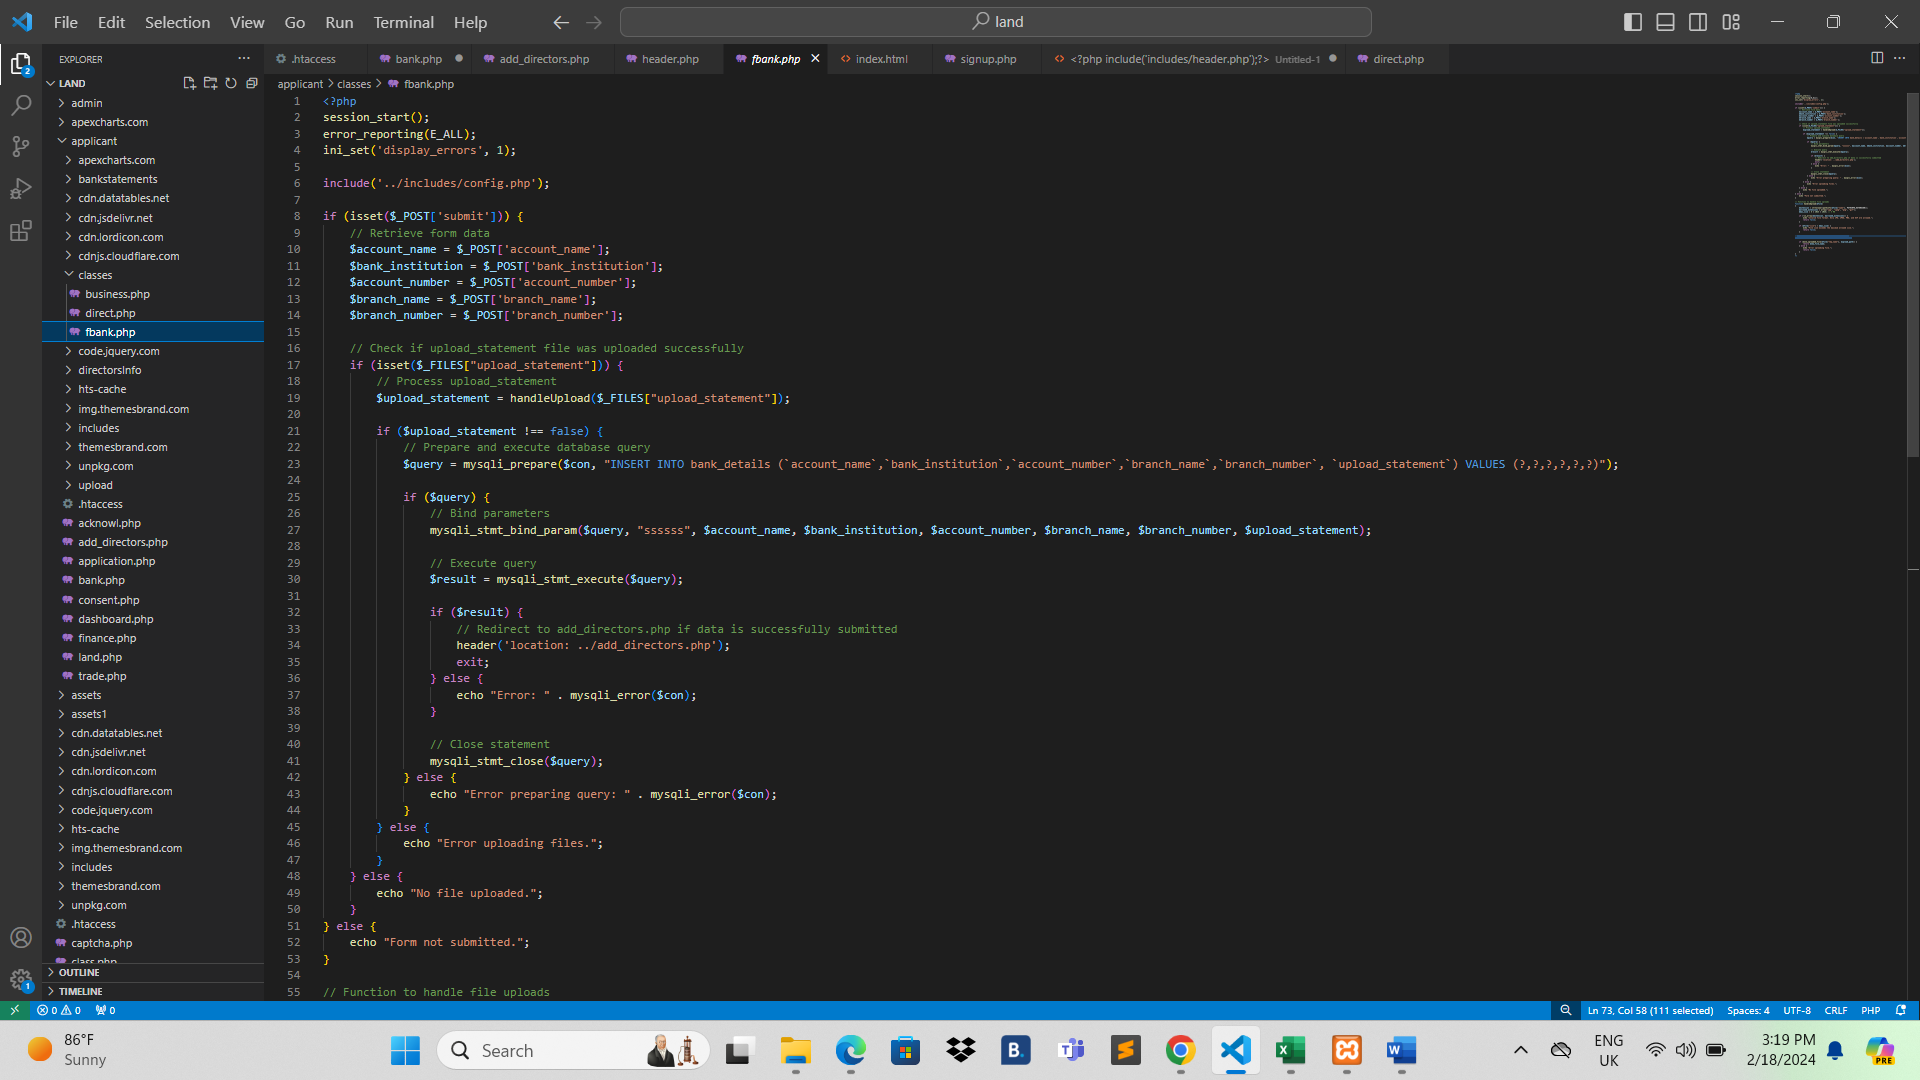 File Edit Selection View Go Run Terminal Help
land
EXPLORER
.htaccess
bank.php
add_directors.php
header.php
fbank.php
index.html
signup.php
<?php include('includes/header.php');?> Untitled-1
direct.php
LAND
applicant > classes > fbank.php
admin
apexcharts.com
applicant
apexcharts.com
bankstatements
cdn.datatables.net
cdn.jsdelivr.net
cdn.lordicon.com
cdnjs.cloudflare.com
classes
business.php
direct.php
fbank.php
code.jquery.com
directorsInfo
hts-cache
img.themesbrand.com
includes
themesbrand.com
unpkg.com
upload
.htaccess
acknowl.php
add_directors.php
application.php
bank.php
consent.php
dashboard.php
finance.php
land.php
trade.php
assets
assets1
cdn.datatables.net
cdn.jsdelivr.net
cdn.lordicon.com
cdnjs.cloudflare.com
code.jquery.com
hts-cache
img.themesbrand.com
includes
themesbrand.com
unpkg.com
.htaccess
captcha.php
class.php
OUTLINE
TIMELINE
1 <?php
2 session_start();
3 error_reporting(E_ALL);
4 ini_set('display_errors', 1);
5
6 include('../includes/config.php');
7
8 if (isset($_POST['submit'])) {
9 // Retrieve form data
10 $account_name = $_POST['account_name'];
11 $bank_institution = $_POST['bank_institution'];
12 $account_number = $_POST['account_number'];
13 $branch_name = $_POST['branch_name'];
14 $branch_number = $_POST['branch_number'];
15
16 // Check if upload_statement file was uploaded successfully
17 if (isset($_FILES["upload_statement"])) {
18 // Process upload_statement
19 $upload_statement = handleUpload($_FILES["upload_statement"]);
20
21 if ($upload_statement !== false) {
22 // Prepare and execute database query
23 $query = mysqli_prepare($con, "INSERT INTO bank_details (`account_name`,`bank_institution`,`account_number`,`branch_name`,`branch_number`, `upload_statement`) VALUES (?,?,?,?,?,?)");
24
25 if ($query) {
26 // Bind parameters
27 mysqli_stmt_bind_param($query, "ssssss", $account_name, $bank_institution, $account_number, $branch_name, $branch_number, $upload_statement);
28
29 // Execute query
30 $result = mysqli_stmt_execute($query);
31
32 if ($result) {
33 // Redirect to add_directors.php if data is successfully submitted
34 header('location: ../add_directors.php');
35 exit;
36 } else {
37 echo "Error: " . mysqli_error($con);
38 }
39
40 // Close statement
41 mysqli_stmt_close($query);
42 } else {
43 echo "Error preparing query: " . mysqli_error($con);
44 }
45 } else {
46 echo "Error uploading files.";
47 }
48 } else {
49 echo "No file uploaded.";
50 }
51 } else {
52 echo "Form not submitted.";
53 }
54
55 // Function to handle file uploads
2
1
0 0 0
Ln 73, Col 58 (111 selected) Spaces: 4 UTF-8 CRLF PHP
86°F
Sunny
Search
B.
ENG
UK
3:19 PM
2/18/2024
PRE